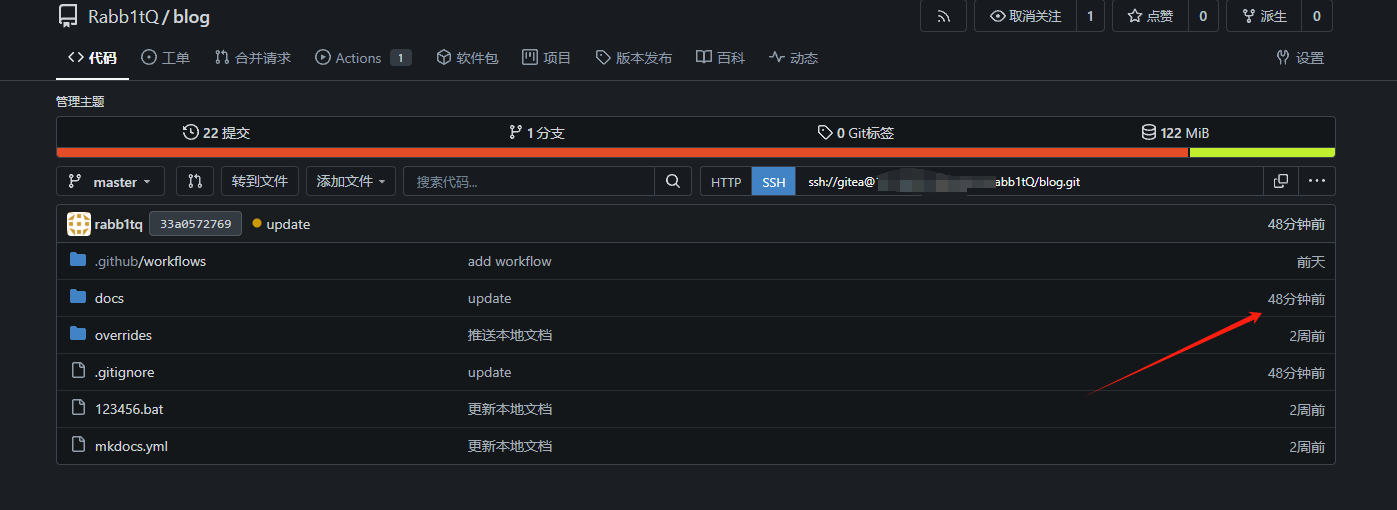 Rabb1tQ / blog 取消关注 1 点赞 0 派生 0
代码 工单 合并请求 Actions 1 软件包 项目 版本发布 百科 动态 设置
管理主题
22 提交 1 分支 0 Git标签 122 MiB
master 转到文件 添加文件 搜索代码... HTTP SSH ssh://gitea@ abb1tQ/blog.git
rabb1tq 33a0572769 update 48分钟前
.github/workflows add workflow 前天
docs update 48分钟前
overrides 推送本地文档 2周前
.gitignore update 48分钟前
123456.bat 更新本地文档 2周前
mkdocs.yml 更新本地文档 2周前